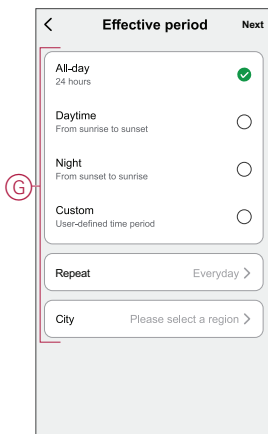 Effective period Next
All-day
24 hours
Daytime
From sunrise to sunset
Night
From sunset to sunrise
G
Custom
User-defined time period
Repeat Everyday
City Please select a region